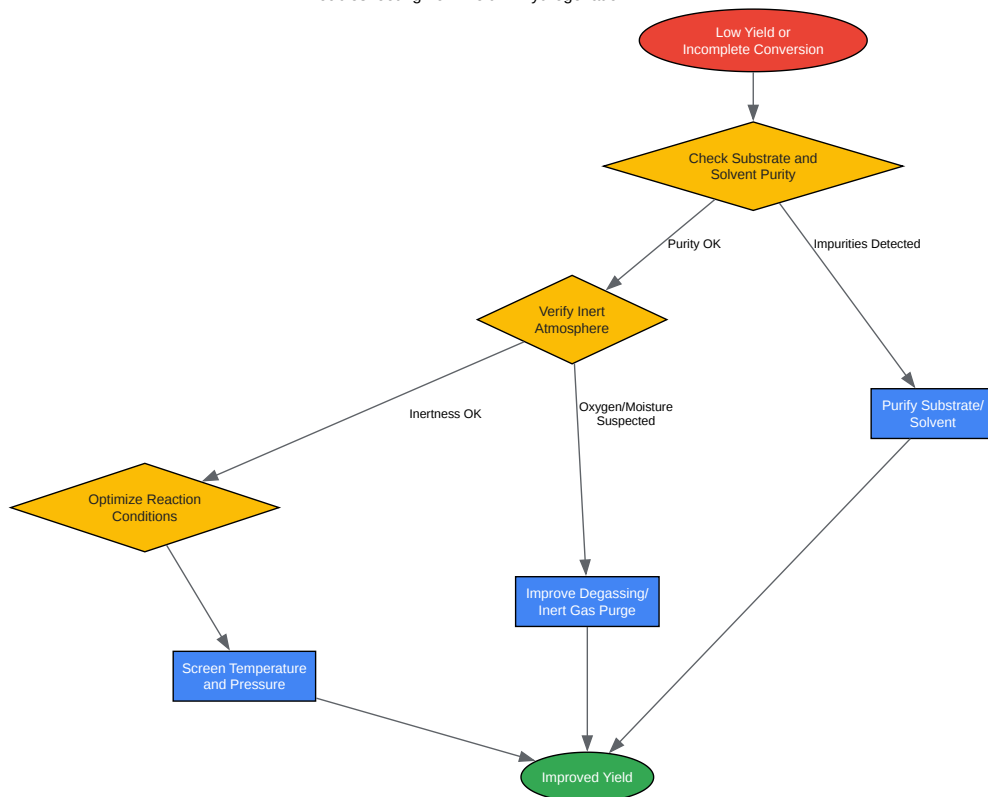 Low Yield or
Incomplete Conversion
Check Substrate and
Solvent Purity
Purity OK
Impurities Detected
Verify Inert
Atmosphere
Inertness OK
Oxygen/Moisture
Suspected
Purify Substrate/
Solvent
Optimize Reaction
Conditions
Improve Degassing/
Inert Gas Purge
Screen Temperature
and Pressure
Improved Yield